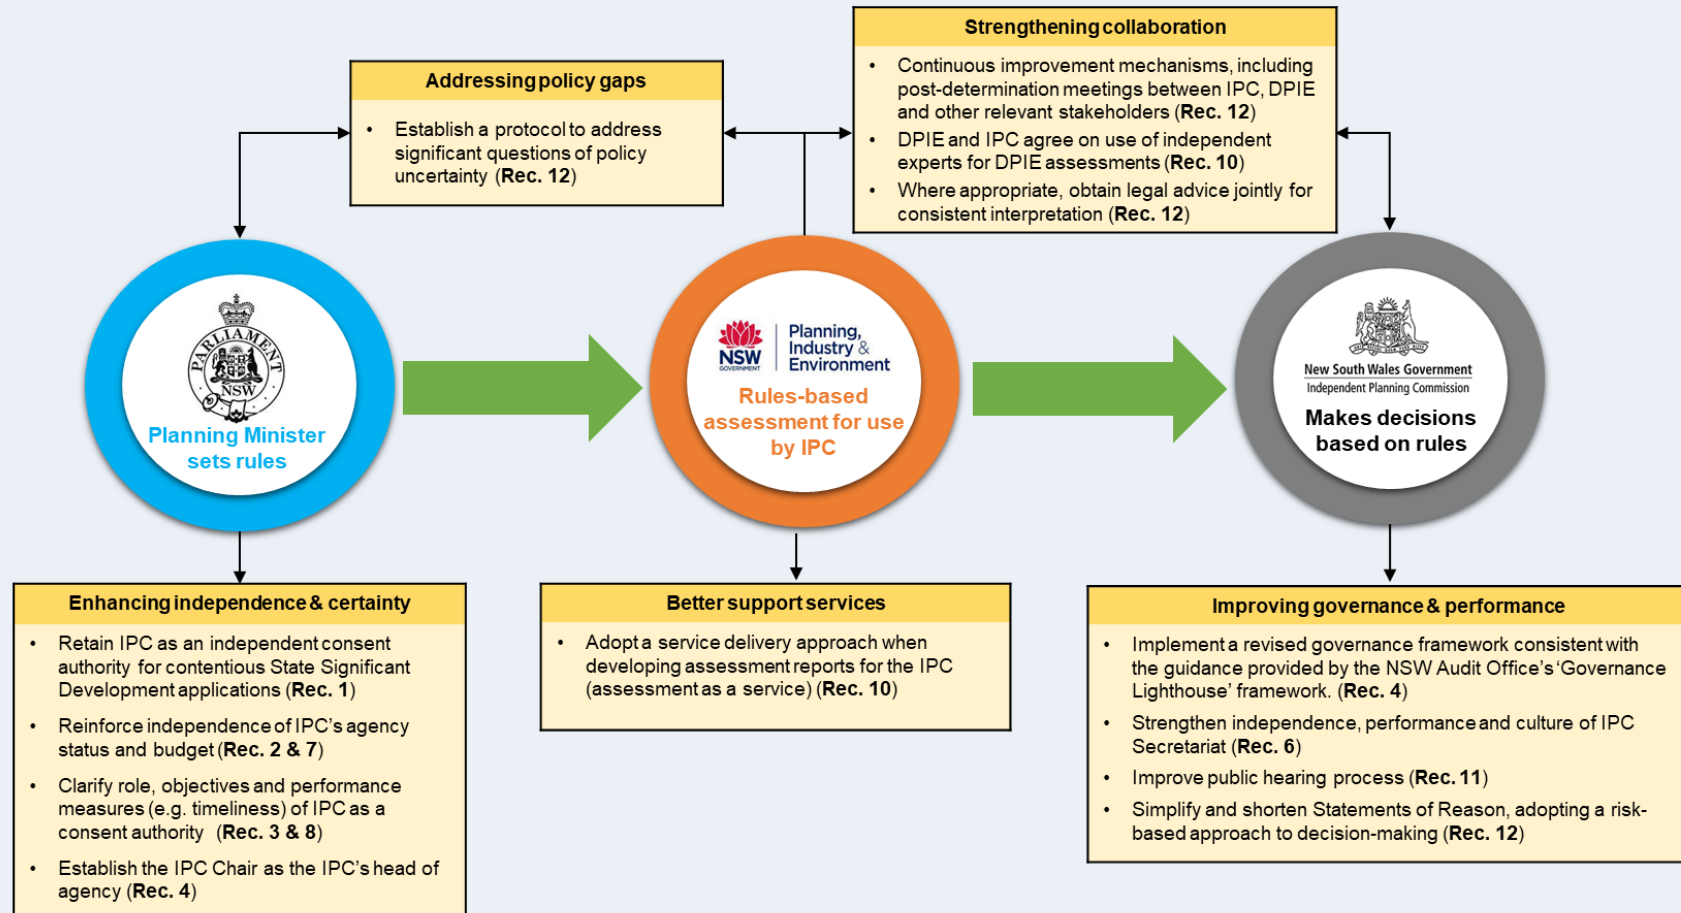 Strengthening collaboration
• Continuous improvement mechanisms, including
post-determination meetings between IPC, DPIE
and other relevant stakeholders (Rec. 12)
• DPIE and IPC agree on use of independent
experts for DPIE assessments (Rec. 10)
• Where appropriate, obtain legal advice jointly for
consistent interpretation (Rec. 12)
Addressing policy gaps
• Establish a protocol to address
significant questions of policy
uncertainty (Rec. 12)
PARLIAMENT
NSW
Planning Minister
sets rules
NSW
GOVERNMENT
Planning,
Industry &
Environment
Rules-based
assessment for use
by IPC
New South Wales Government
Independent Planning Commission
Makes decisions
based on rules
Enhancing independence & certainty
• Retain IPC as an independent consent
authority for contentious State Significant
Development applications (Rec. 1)
• Reinforce independence of IPC's agency
status and budget (Rec. 2 & 7)
• Clarify role, objectives and performance
measures (e.g. timeliness) of IPC as a
consent authority (Rec. 3 & 8)
• Establish the IPC Chair as the IPC's head of
agency (Rec. 4)
Better support services
• Adopt a service delivery approach when
developing assessment reports for the IPC
(assessment as a service) (Rec. 10)
Improving governance & performance
• Implement a revised governance framework consistent with
the guidance provided by the NSW Audit Office's 'Governance
Lighthouse' framework. (Rec. 4)
• Strengthen independence, performance and culture of IPC
Secretariat (Rec. 6)
• Improve public hearing process (Rec. 11)
• Simplify and shorten Statements of Reason, adopting a risk-
based approach to decision-making (Rec. 12)